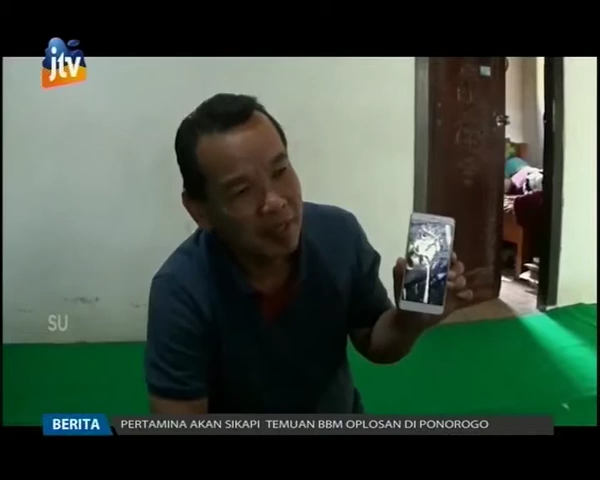 jtv
SU
BERITA PERTAMINA AKAN SIKAPI TEMUAN BBM OPLOSAN DI PONOROGO